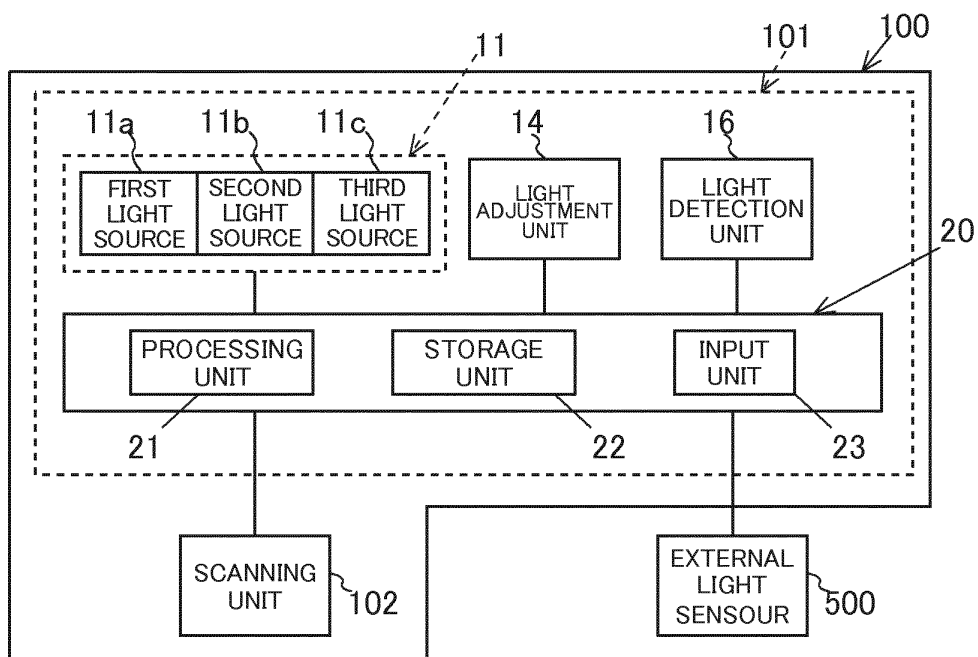 100
101
11
11a
11b
11c
14
16
FIRST
LIGHT
SOURCE
SECOND
LIGHT
SOURCE
THIRD
LIGHT
SOURCE
LIGHT
ADJUSTMENT
UNIT
LIGHT
DETECTION
UNIT
20
PROCESSING
UNIT
STORAGE
UNIT
INPUT
UNIT
21
22
23
SCANNING
UNIT
102
EXTERNAL
LIGHT
SENSOUR
500